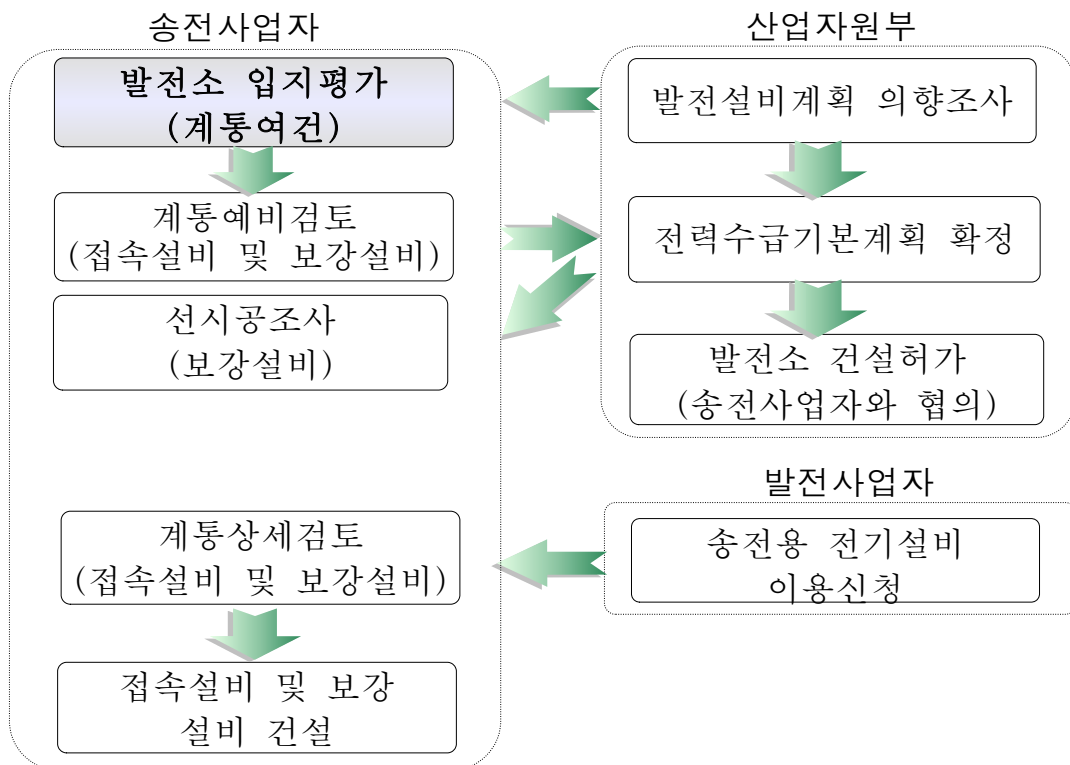 송전사업자
발전소 입지평가
(계통여건)
계통예비검토
(접속설비 및 보강설비)
선시공조사
(보강설비)
계통상세검토
(접속설비 및 보강설비)
접속설비 및 보강
설비 건설
산업자원부
발전설비계획 의향조사
전력수급기본계획 확정
발전소 건설허가
(송전사업자와 협의)
발전사업자
송전용 전기설비
이용신청